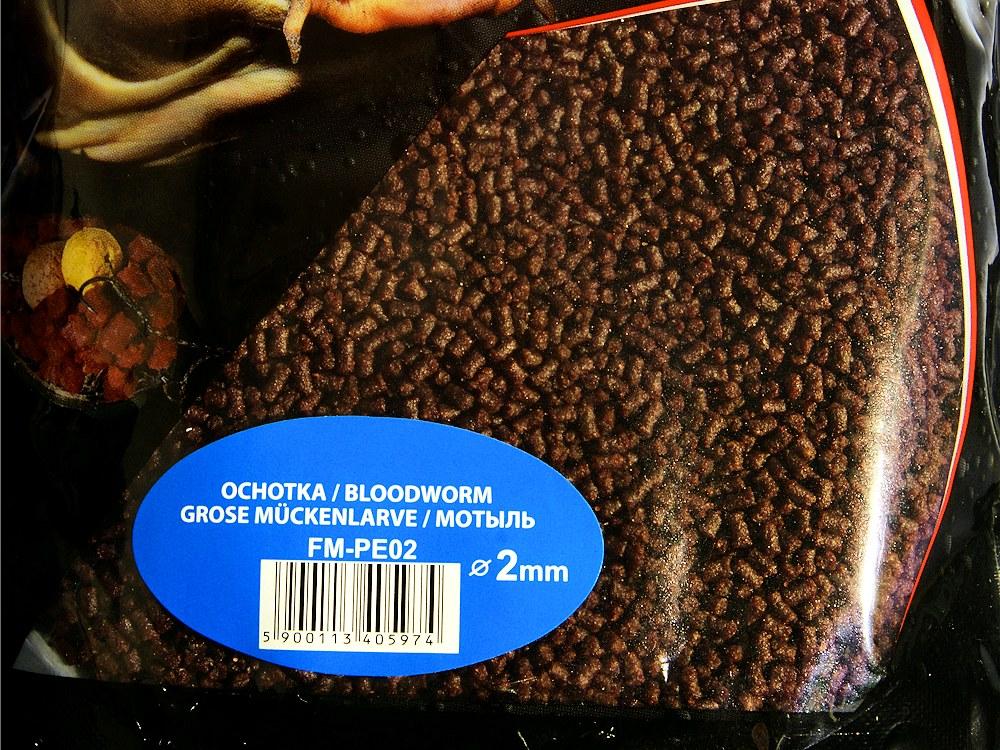 OCHOTKA / BLOODWORM
GROSE MÜCKENLARVE / МОТЫЛЬ
FM-PE02
⌀ 2mm
5 900113 405974